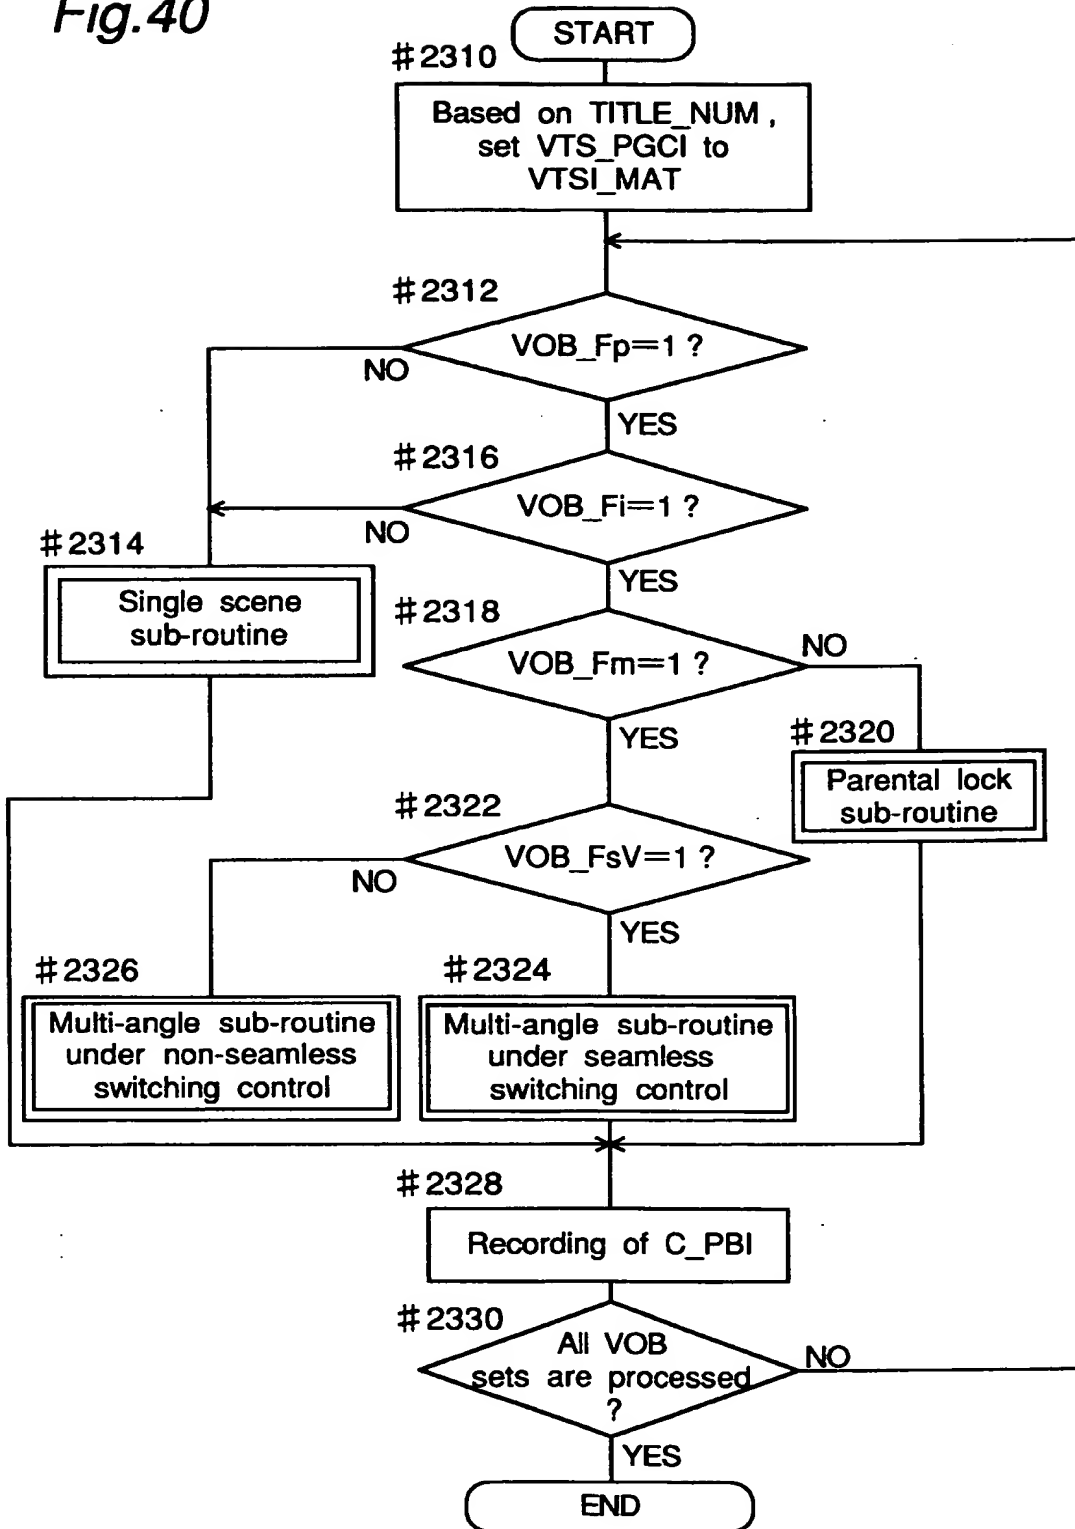 Fig.40
START
#2310
Based on TITLE_NUM,
set VTS_PGCI to
VTSI_MAT
#2312
VOB_Fp=1 ?
NO
YES
#2316
VOB_Fi=1 ?
NO
YES
#2314
Single scene
sub-routine
#2318
VOB_Fm=1 ?
NO
YES
#2320
Parental lock
sub-routine
#2322
VOB_FsV=1 ?
NO
YES
#2326
Multi-angle sub-routine
under non-seamless
switching control
#2324
Multi-angle sub-routine
under seamless
switching control
#2328
Recording of C_PBI
#2330
All VOB
sets are processed
?
NO
YES
END